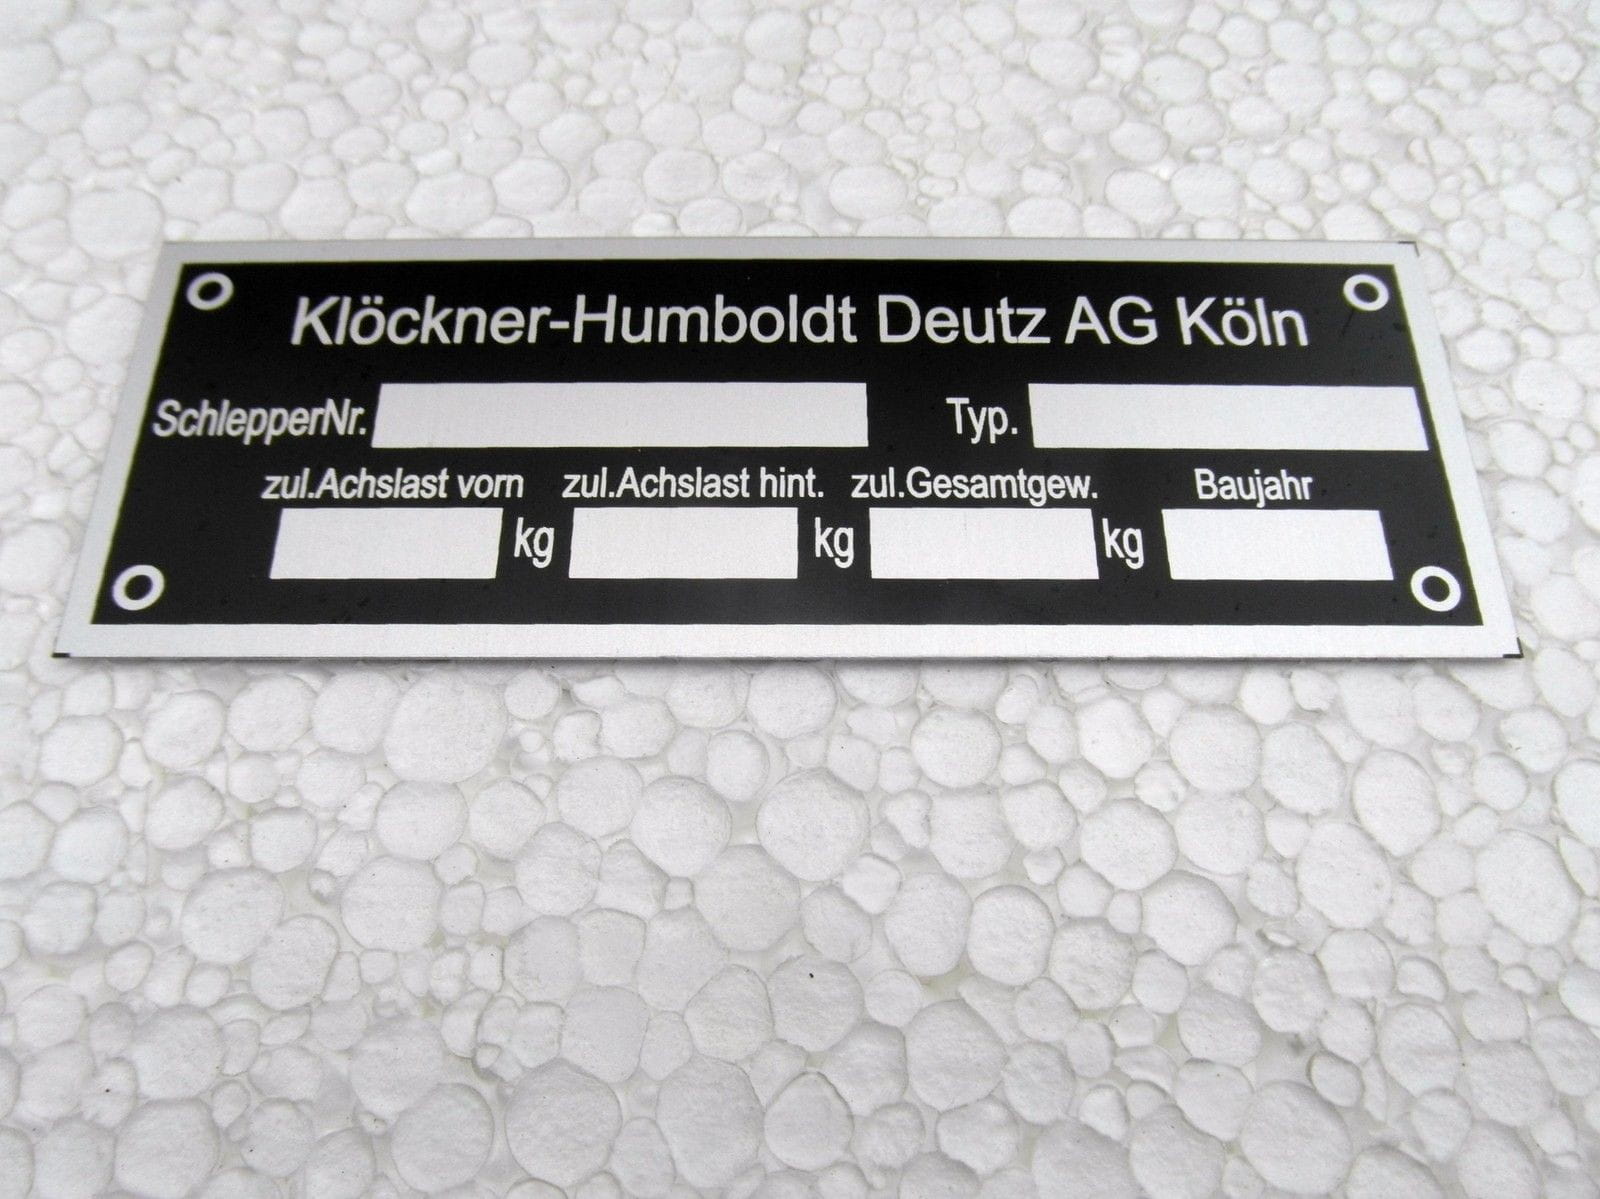 Klöckner-Humboldt Deutz AG Köln
SchlepperNr. Typ.
zul.Achslast vorn zul.Achslast hint. zul.Gesamtgew. Baujahr
kg kg kg